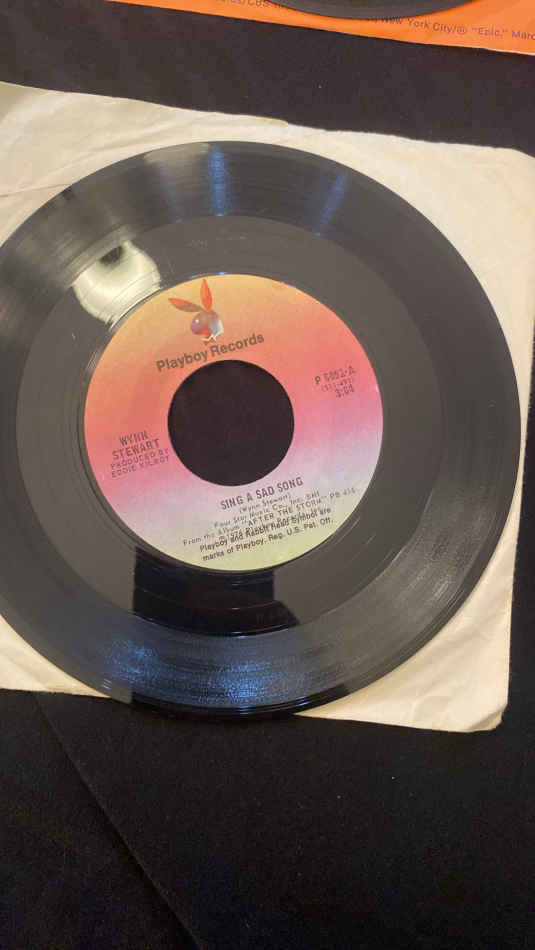 New York City/℗ "Epic," Marc
Playboy Records
P 6091-A
3:04
WYNN
STEWART
PRODUCED BY
EDDIE KILROY
SING A SAD SONG
(Wynn Stewart)
Four Star Music Co., Inc. BMI
From the Album "AFTER THE STORM" PB 416
Playboy and Rabbit Head Symbol are
marks of Playboy. Reg. U.S. Pat. Off.